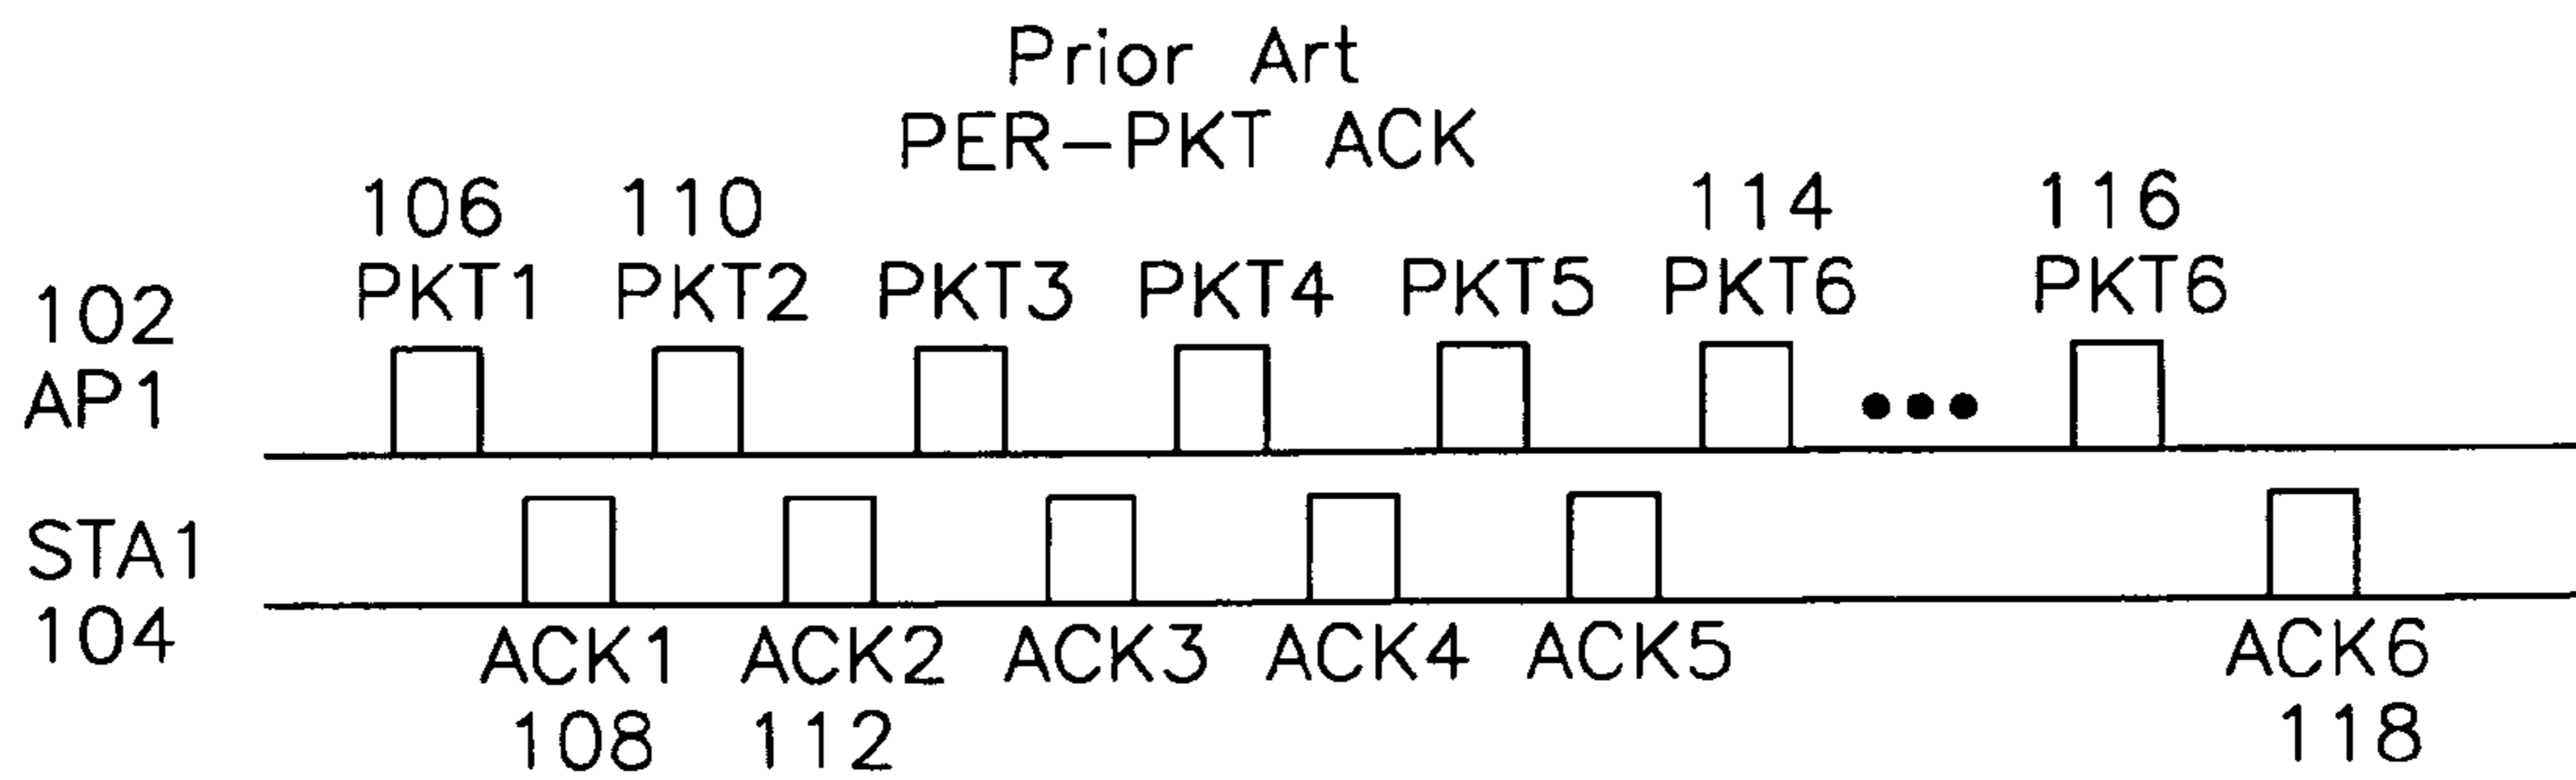 Prior Art
PER-PKT ACK
106 110 114 116
PKT1 PKT2 PKT3 PKT4 PKT5 PKT6 PKT6
102
AP1
STA1
104
ACK1 ACK2 ACK3 ACK4 ACK5 ACK6
108 112 118